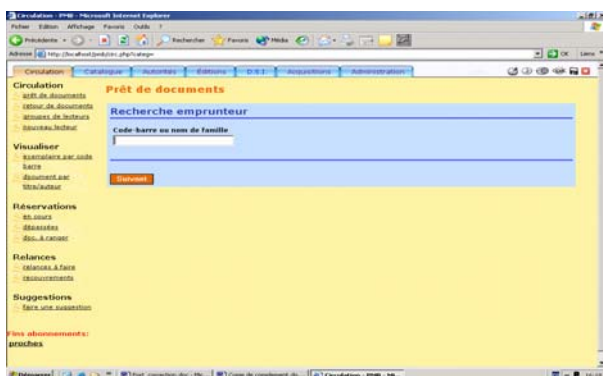 Circulation - PMB - Microsoft Internet Explorer
Fichier Edition Affichage Favoris Outils ?
Précédente Rechercher Favoris Média
Adresse http://localhost/pmb/circ.php?categ= OK Liens
Circulation Catalogue Autorités Editions D.S.I. Acquisitions Administration
Circulation
prêt de documents
retour de documents
groupes de lecteurs
nouveau lecteur
Visualiser
exemplaire par code
barre
document par
titre/auteur
Réservations
en cours
dépassées
doc. à ranger
Relances
relances à faire
recouvrements
Suggestions
faire une suggestion
Fins abonnements:
proches
Prêt de documents
Recherche emprunteur
Code-barre ou nom de famille
Suivant
Démarrer Circulation - PMB - Mi...